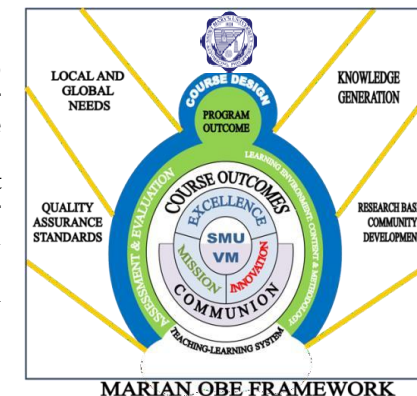 LOCAL AND
GLOBAL
NEEDS
KNOWLEDGE
GENERATION
COURSE DESIGN
PROGRAM
OUTCOME
ASSESSMENT & EVALUATION
LEARNING ENVIRONMENT: CONTENT & METHODOLOGY
COURSE OUTCOMES
EXCELLENCE
SMU
VM
MISSION
INNOVATION
COMMUNION
TEACHING-LEARNING SYSTEM
QUALITY
ASSURANCE
STANDARDS
RESEARCH BAS
COMMUNITY
DEVELOPMEN
MARIAN OBE FRAMEWORK